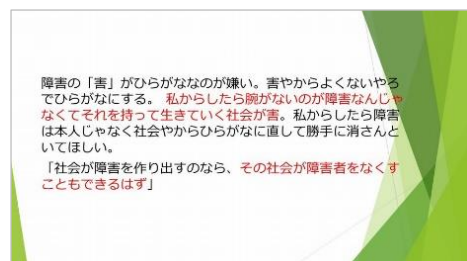 障害の「害」がひらがななのが嫌い。害やからよくないやろ
でひらがなにする。 私からしたら腕がないのが障害なんじゃ
なくてそれを持って生きていく社会が害。私からしたら障害
は本人じゃなく社会やからひらがなに直して勝手に消さんと
いてほしい。
「社会が障害を作り出すのなら、その社会が障害者をなくす
こともできるはず」